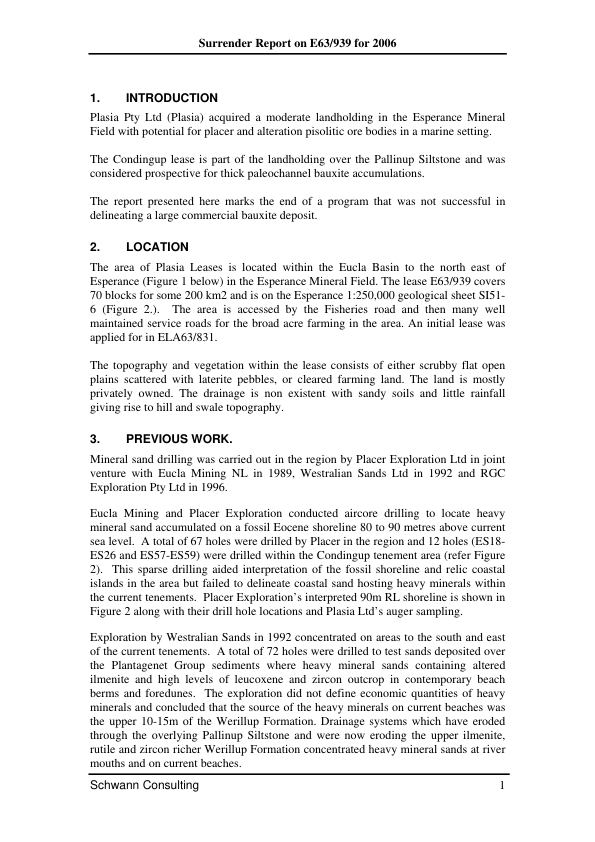 Surrender Report on E63/939 for 2006
1. INTRODUCTION
Plasia Pty Ltd (Plasia) acquired a moderate landholding in the Esperance Mineral
Field with potential for placer and alteration pisolitic ore bodies in a marine setting.
The Condingup lease is part of the landholding over the Pallinup Siltstone and was
considered prospective for thick paleochannel bauxite accumulations.
The report presented here marks the end of a program that was not successful in
delineating a large commercial bauxite deposit.
2. LOCATION
The area of Plasia Leases is located within the Eucla Basin to the north east of
Esperance (Figure 1 below) in the Esperance Mineral Field. The lease E63/939 covers
70 blocks for some 200 km2 and is on the Esperance 1:250,000 geological sheet SI51-
6 (Figure 2.). The area is accessed by the Fisheries road and then many well
maintained service roads for the broad acre farming in the area. An initial lease was
applied for in ELA63/831.
The topography and vegetation within the lease consists of either scrubby flat open
plains scattered with laterite pebbles, or cleared farming land. The land is mostly
privately owned. The drainage is non existent with sandy soils and little rainfall
giving rise to hill and swale topography.
3. PREVIOUS WORK.
Mineral sand drilling was carried out in the region by Placer Exploration Ltd in joint
venture with Eucla Mining NL in 1989, Westralian Sands Ltd in 1992 and RGC
Exploration Pty Ltd in 1996.
Eucla Mining and Placer Exploration conducted aircore drilling to locate heavy
mineral sand accumulated on a fossil Eocene shoreline 80 to 90 metres above current
sea level. A total of 67 holes were drilled by Placer in the region and 12 holes (ES18-
ES26 and ES57-ES59) were drilled within the Condingup tenement area (refer Figure
2). This sparse drilling aided interpretation of the fossil shoreline and relic coastal
islands in the area but failed to delineate coastal sand hosting heavy minerals within
the current tenements. Placer Exploration's interpreted 90m RL shoreline is shown in
Figure 2 along with their drill hole locations and Plasia Ltd's auger sampling.
Exploration by Westralian Sands in 1992 concentrated on areas to the south and east
of the current tenements. A total of 72 holes were drilled to test sands deposited over
the Plantagenet Group sediments where heavy mineral sands containing altered
ilmenite and high levels of leucoxene and zircon outcrop in contemporary beach
berms and foredunes. The exploration did not define economic quantities of heavy
minerals and concluded that the source of the heavy minerals on current beaches was
the upper 10-15m of the Werillup Formation. Drainage systems which have eroded
through the overlying Pallinup Siltstone and were now eroding the upper ilmenite,
rutile and zircon richer Werillup Formation concentrated heavy mineral sands at river
mouths and on current beaches.
Schwann Consulting 1